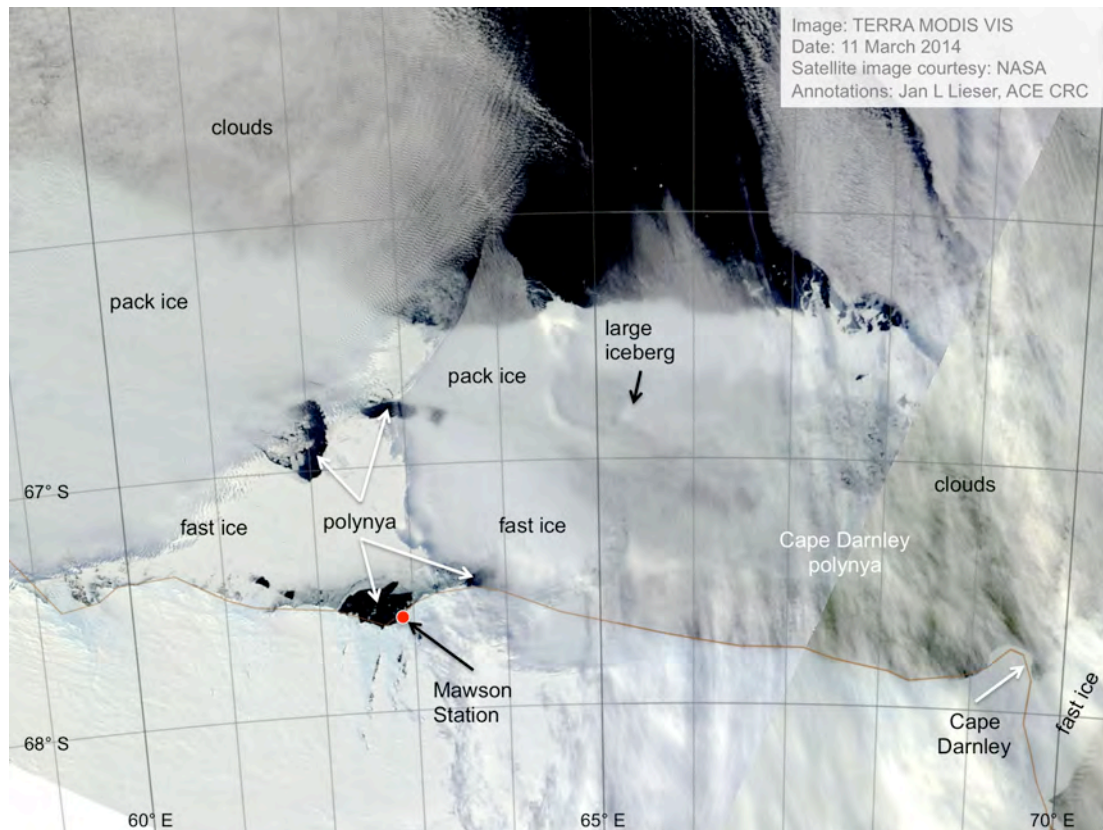 Image: TERRA MODIS VIS
Date: 11 March 2014
Satellite image courtesy: NASA
Annotations: Jan L Lieser, ACE CRC
clouds
pack ice
large
iceberg
pack ice
clouds
67° S
fast ice
polynya
fast ice
Cape Darnley
polynya
Mawson
Station
fast ice
Cape
Darnley
68° S
60° E
65° E
70° E